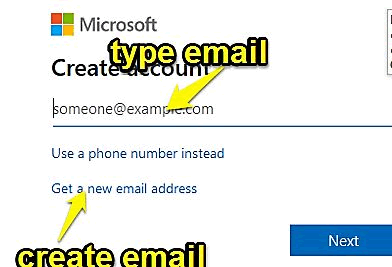 Microsoft
type email
Create account
someone@example.com
Use a phone number instead
Get a new email address
Next
create email